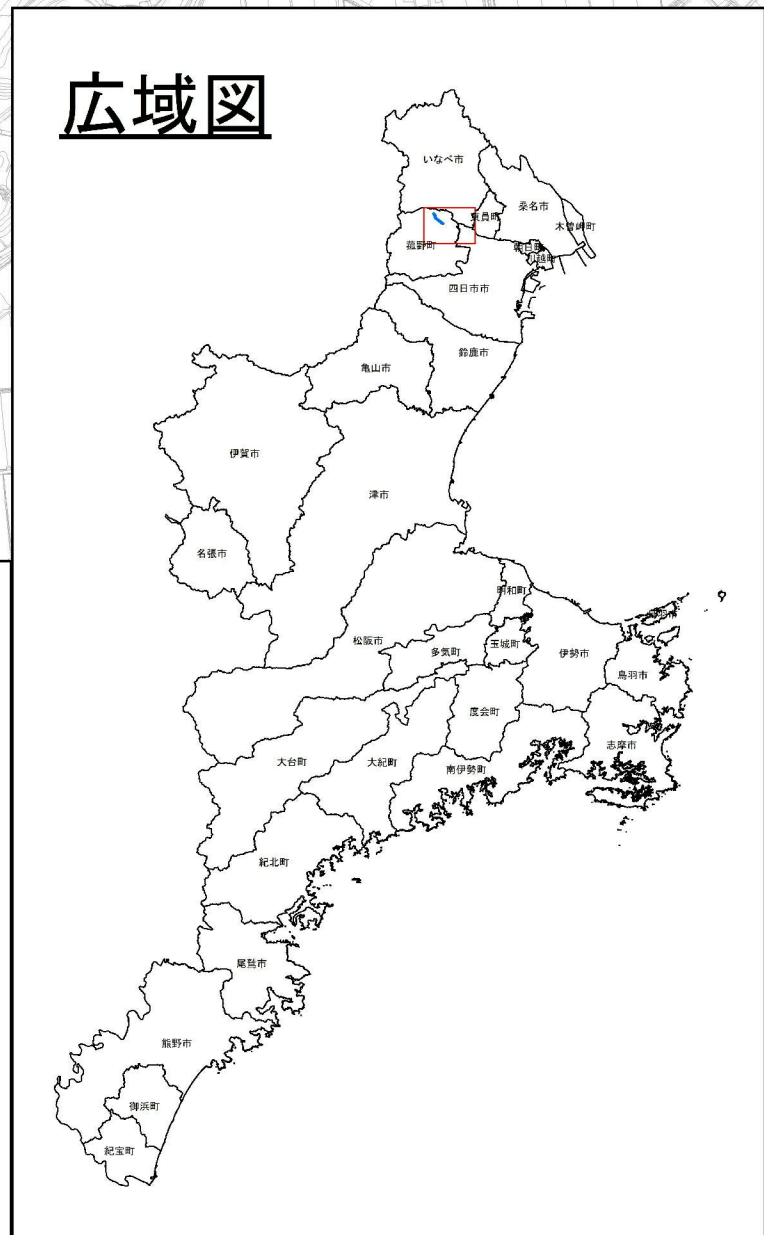 広域図
いなべ市
桑名市
東員町
木曽岬町
菰野町
朝日町
川越町
四日市市
鈴鹿市
亀山市
伊賀市
津市
名張市
明和町
松阪市
多気町
玉城町
伊勢市
鳥羽市
鳥羽市
度会町
志摩市
大台町
大紀町
南伊勢町
紀北町
尾鷲市
熊野市
御浜町
紀宝町